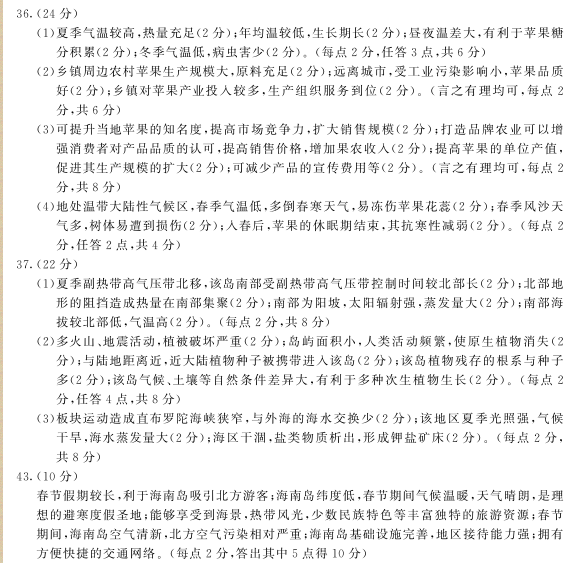 36.(24 分)
(1)夏季气温较高,热量充足(2 分);年均温较低,生长期长(2 分);昼夜温差大,有利于苹果糖
分积累(2 分);冬季气温低,病虫害少(2 分)。(每点 2 分,任答 3 点,共 6 分)
(2)乡镇周边农村苹果生产规模大,原料充足(2 分);远离城市,受工业污染影响小,苹果品质
好(2 分);乡镇对苹果产业投入较多,生产组织服务到位(2 分)。(言之有理均可,每点 2
分,共 6 分)
(3)可提升当地苹果的知名度,提高市场竞争力,扩大销售规模(2 分);打造品牌农业可以增
强消费者对产品品质的认可,提高销售价格,增加果农收入(2 分);提高苹果的单位产值,
促进其生产规模的扩大(2 分);可减少产品的宣传费用等(2 分)。(言之有理均可,每点 2
分,共 8 分)
(4)地处温带大陆性气候区,春季气温低,多倒春寒天气,易冻伤苹果花蕊(2 分);春季风沙天
气多,树体易遭到损伤(2 分);入春后,苹果的休眠期结束,其抗寒性减弱(2 分)。(每点 2
分,任答 2 点,共 4 分)
37.(22 分)
(1)夏季副热带高气压带北移,该岛南部受副热带高气压带控制时间较北部长(2 分);北部地
形的阻挡造成热量在南部集聚(2 分);南部为阳坡,太阳辐射强,蒸发量大(2 分);南部海
拔较北部低,气温高(2 分)。(每点 2 分,共 8 分)
(2)多火山、地震活动,植被破坏严重(2 分);岛屿面积小,人类活动频繁,使原生植物消失(2
分);与陆地距离近,近大陆植物种子被携带进入该岛(2 分);该岛植物残存的根系与种子
多(2 分);该岛气候、土壤等自然条件差异大,有利于多种次生植物生长(2 分)。(每点 2
分,任答 4 点,共 8 分)
(3)板块运动造成直布罗陀海峡狭窄,与外海的海水交换少(2 分);该地区夏季光照强,气候
干旱,海水蒸发量大(2 分);海区干涸,盐类物质析出,形成钾盐矿床(2 分)。(每点 2 分,
共 8 分)
43.(10 分)
春节假期较长,利于海南岛吸引北方游客;海南岛纬度低,春节期间气候温暖,天气晴朗,是理
想的避寒度假圣地;能够享受到海景,热带风光,少数民族特色等丰富独特的旅游资源;春节
期间,海南岛空气清新,北方空气污染相对严重;海南岛基础设施完善,地区接待能力强;拥有
方便快捷的交通网络。(每点 2 分,答出其中 5 点得 10 分)